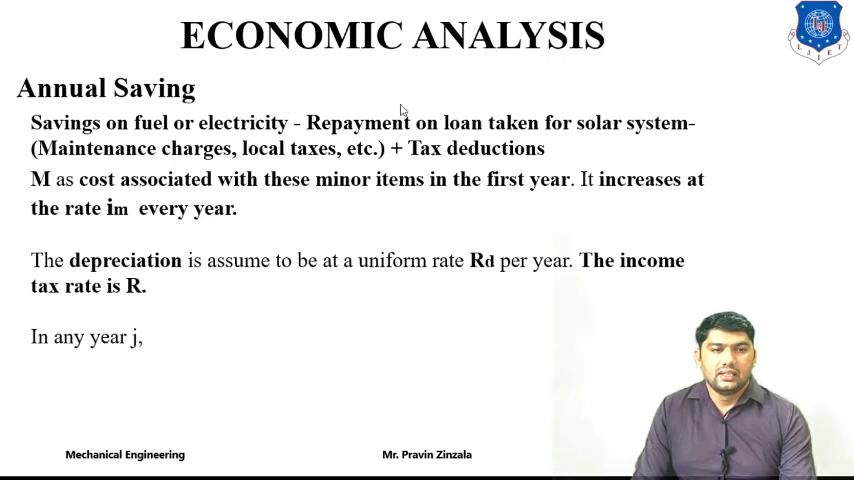 ECONOMIC ANALYSIS
LJIET
Annual Saving
Savings on fuel or electricity - Repayment on loan taken for solar system-
(Maintenance charges, local taxes, etc.) + Tax deductions
M as cost associated with these minor items in the first year. It increases at
the rate im every year.
The depreciation is assume to be at a uniform rate Rd per year. The income
tax rate is R.
In any year j,
Mechanical Engineering
Mr. Pravin Zinzala